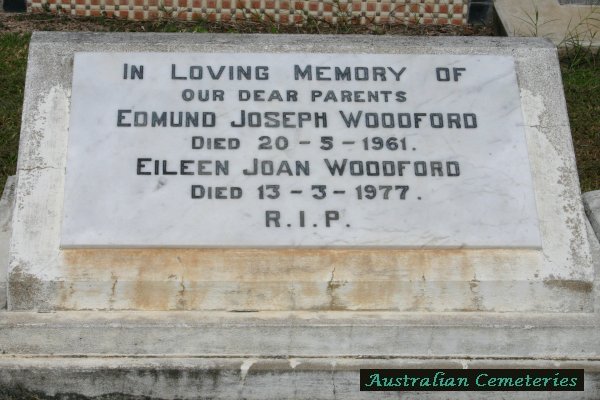 In Loving Memory of
our dear parents
Edmund Joseph Woodford
Died 20 - 5 - 1961.
Eileen Joan Woodford
Died 13 - 3 - 1977.
R.I.P.
Australian Cemeteries